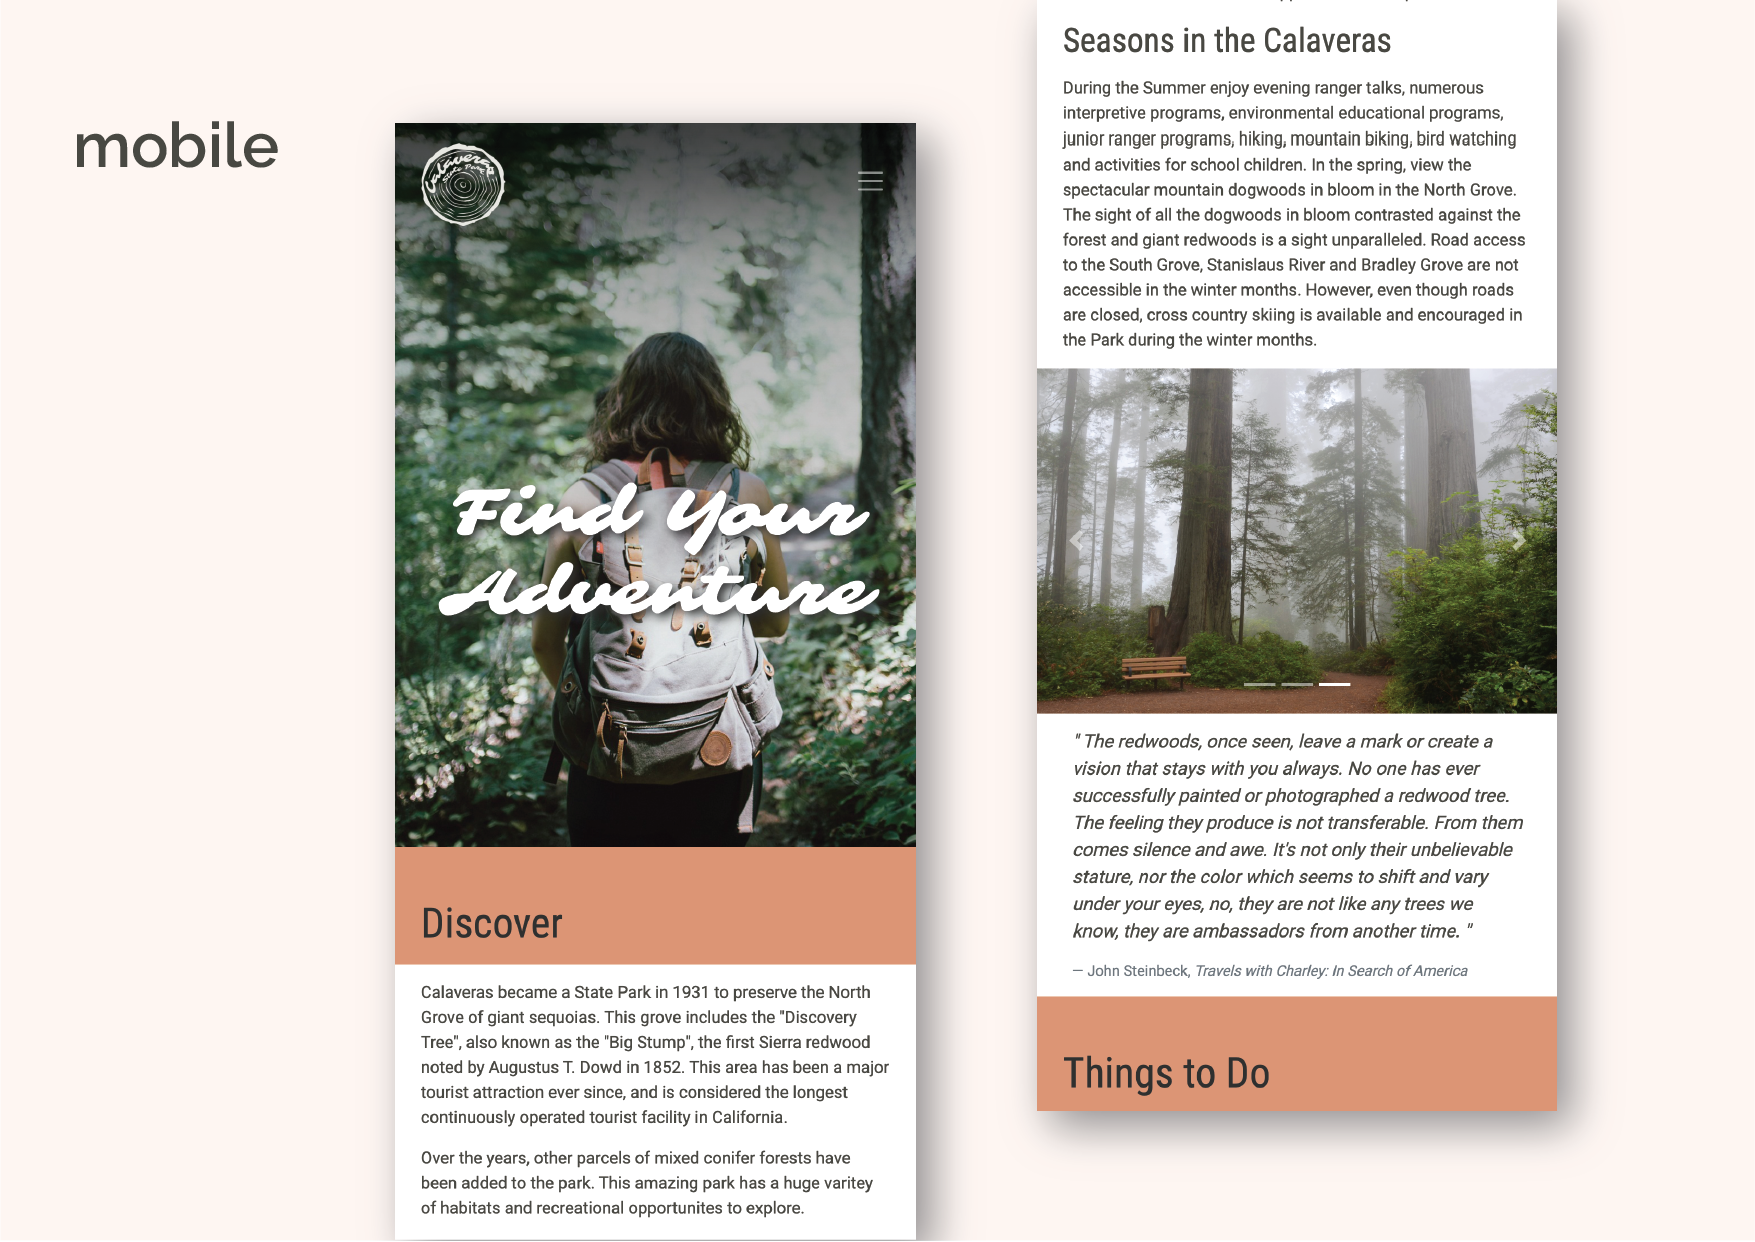 mobile
Calaveras
State Park
Find Your
Adventure
Discover
Calaveras became a State Park in 1931 to preserve the North
Grove of giant sequoias. This grove includes the "Discovery
Tree", also known as the "Big Stump", the first Sierra redwood
noted by Augustus T. Dowd in 1852. This area has been a major
tourist attraction ever since, and is considered the longest
continuously operated tourist facility in California.
Over the years, other parcels of mixed conifer forests have
been added to the park. This amazing park has a huge varitey
of habitats and recreational opportunites to explore.
Seasons in the Calaveras
During the Summer enjoy evening ranger talks, numerous
interpretive programs, environmental educational programs,
junior ranger programs, hiking, mountain biking, bird watching
and activities for school children. In the spring, view the
spectacular mountain dogwoods in bloom in the North Grove.
The sight of all the dogwoods in bloom contrasted against the
forest and giant redwoods is a sight unparalleled. Road access
to the South Grove, Stanislaus River and Bradley Grove are not
accessible in the winter months. However, even though roads
are closed, cross country skiing is available and encouraged in
the Park during the winter months.
" The redwoods, once seen, leave a mark or create a
vision that stays with you always. No one has ever
successfully painted or photographed a redwood tree.
The feeling they produce is not transferable. From them
comes silence and awe. It's not only their unbelievable
stature, nor the color which seems to shift and vary
under your eyes, no, they are not like any trees we
know, they are ambassadors from another time. "
— John Steinbeck, Travels with Charley: In Search of America
Things to Do